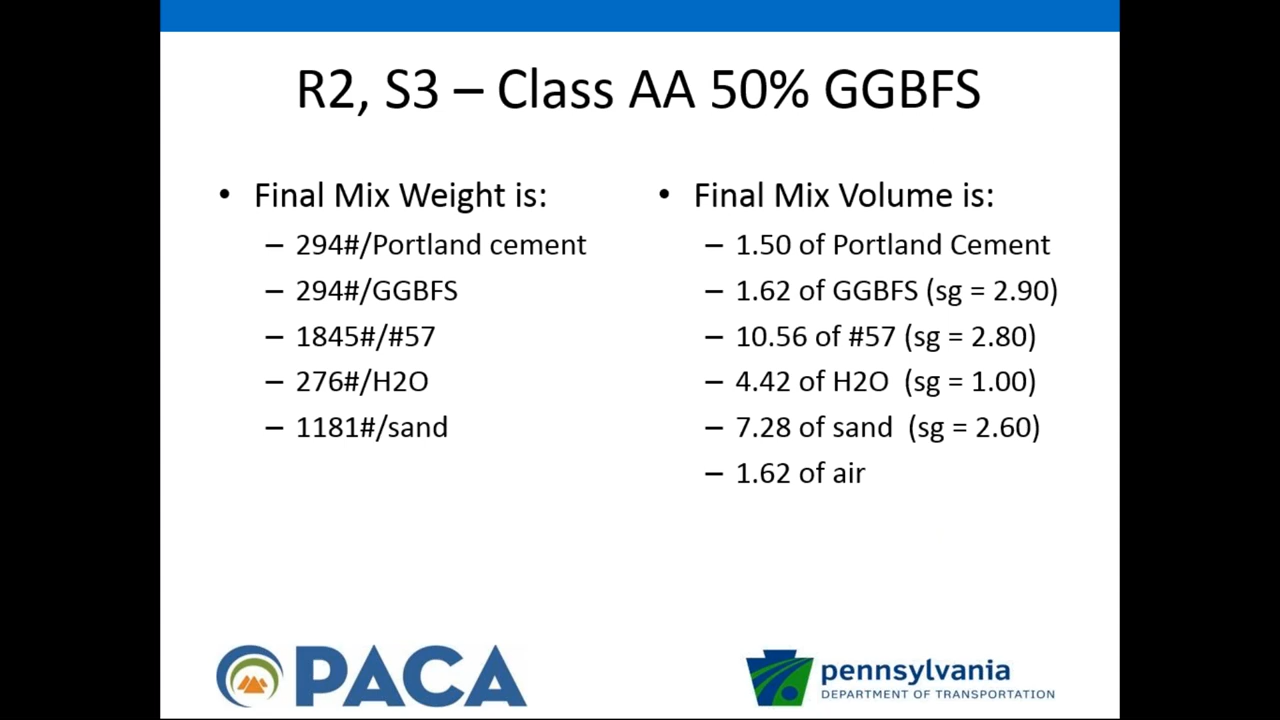 R2, S3 – Class AA 50% GGBFS
• Final Mix Weight is:
– 294#/Portland cement
– 294#/GGBFS
– 1845#/#57
– 276#/H2O
– 1181#/sand
• Final Mix Volume is:
– 1.50 of Portland Cement
– 1.62 of GGBFS (sg = 2.90)
– 10.56 of #57 (sg = 2.80)
– 4.42 of H2O (sg = 1.00)
– 7.28 of sand (sg = 2.60)
– 1.62 of air
PACA
pennsylvania
DEPARTMENT OF TRANSPORTATION